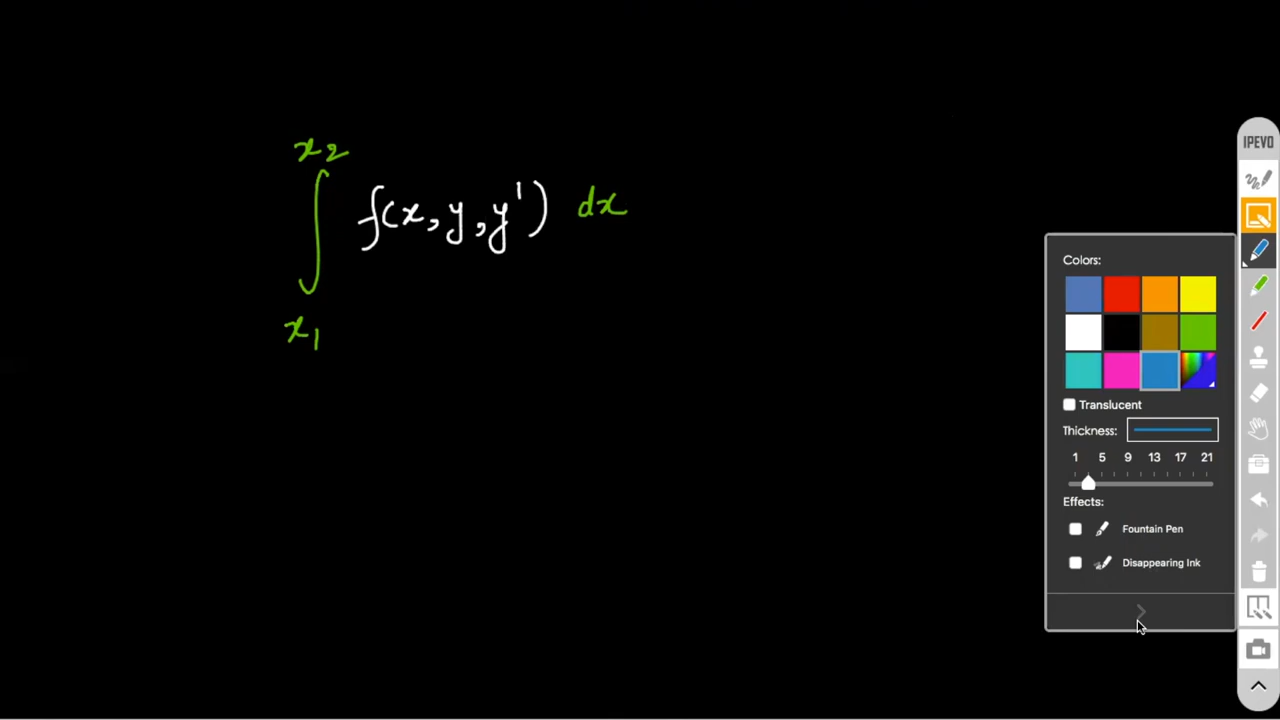 x2
∫ f(x, y, y') dx
x1
IPEVO
Colors:
Translucent
Thickness:
1 5 9 13 17 21
Effects:
Fountain Pen
Disappearing Ink